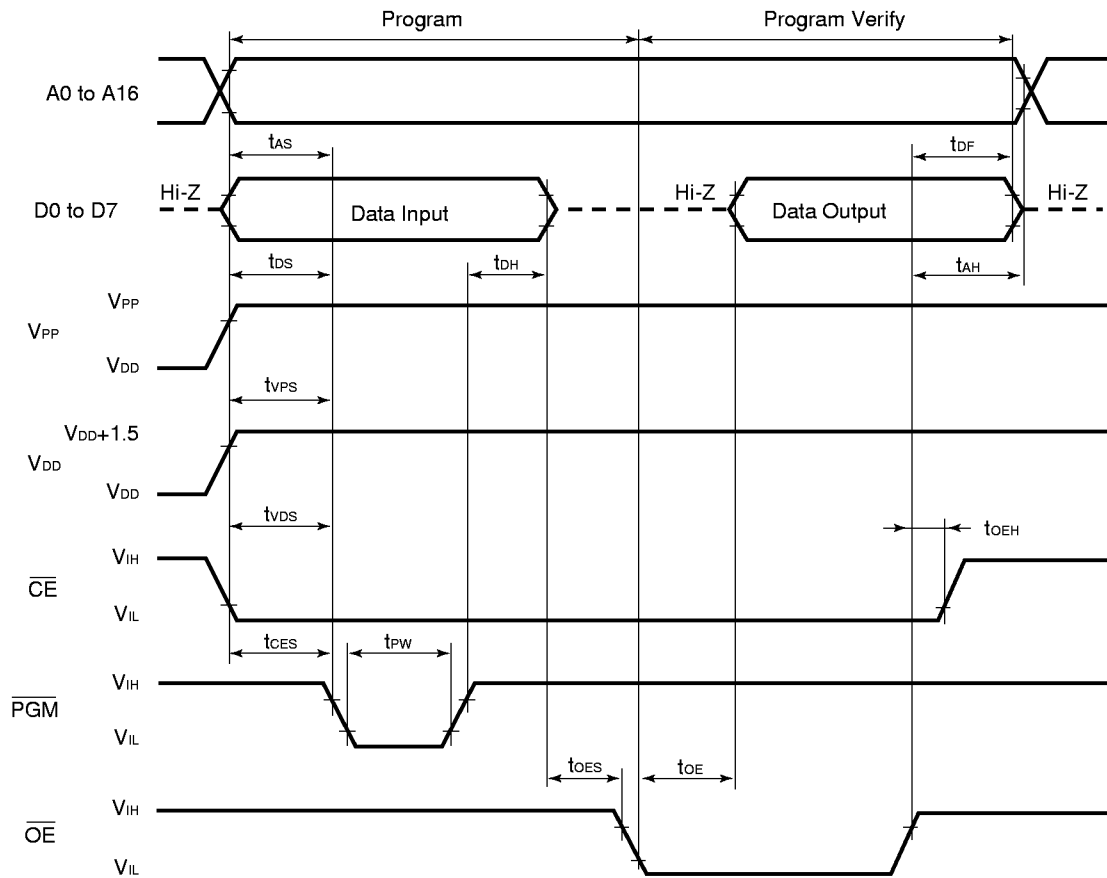 Program Program Verify
A0 to A16
tAS tDF
Hi-Z Hi-Z Hi-Z
D0 to D7 Data Input Data Output
tDS tDH tAH
VPP
VPP
VDD
tVPS
VDD+1.5
VDD
VDD
tVDS
tOEH
VIH
CE
VIL
tCES tPW
VIH
PGM
VIL
tOES tOE
VIH
OE
VIL